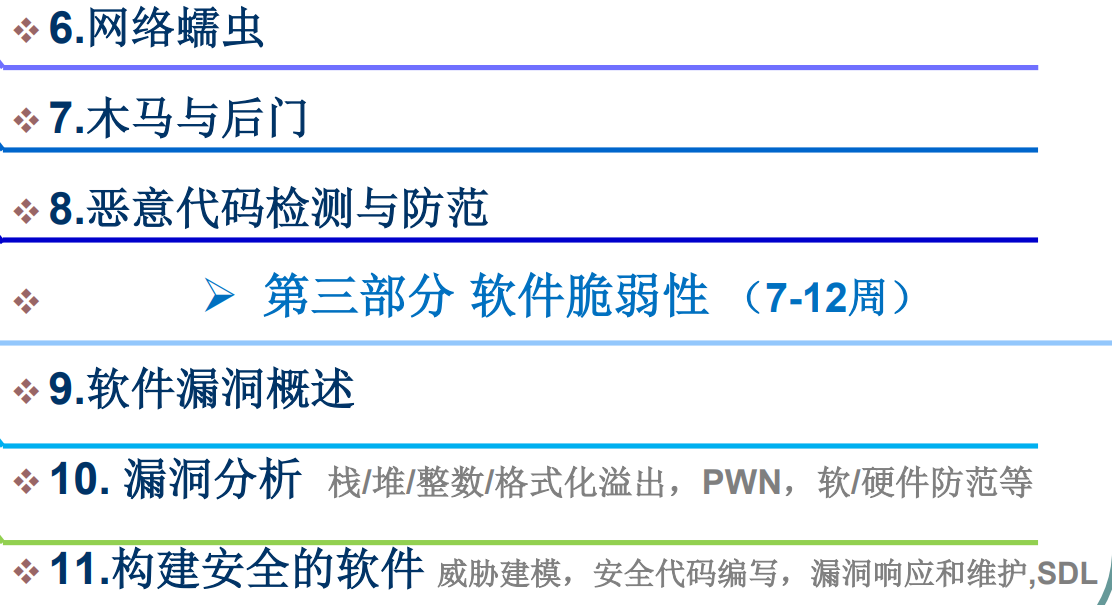 6.网络蠕虫
7.木马与后门
8.恶意代码检测与防范
第三部分 软件脆弱性 （7-12周）
9.软件漏洞概述
10. 漏洞分析 栈/堆/整数/格式化溢出，PWN，软/硬件防范等
11.构建安全的软件 威胁建模，安全代码编写，漏洞响应和维护,SDL